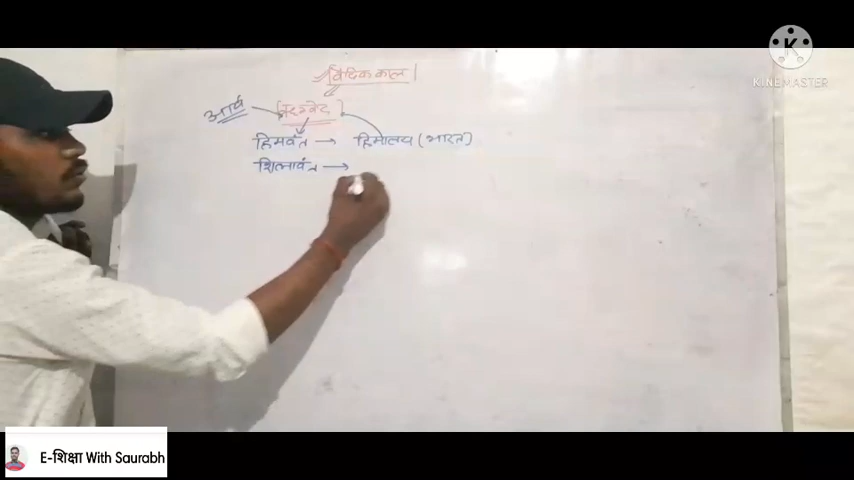 KINEMASTER
वैदिक काल
आर्य [ऋग्वेद]
हिमवंत → हिमालय (भारत)
शिलावंत →
E-शिक्षा With Saurabh